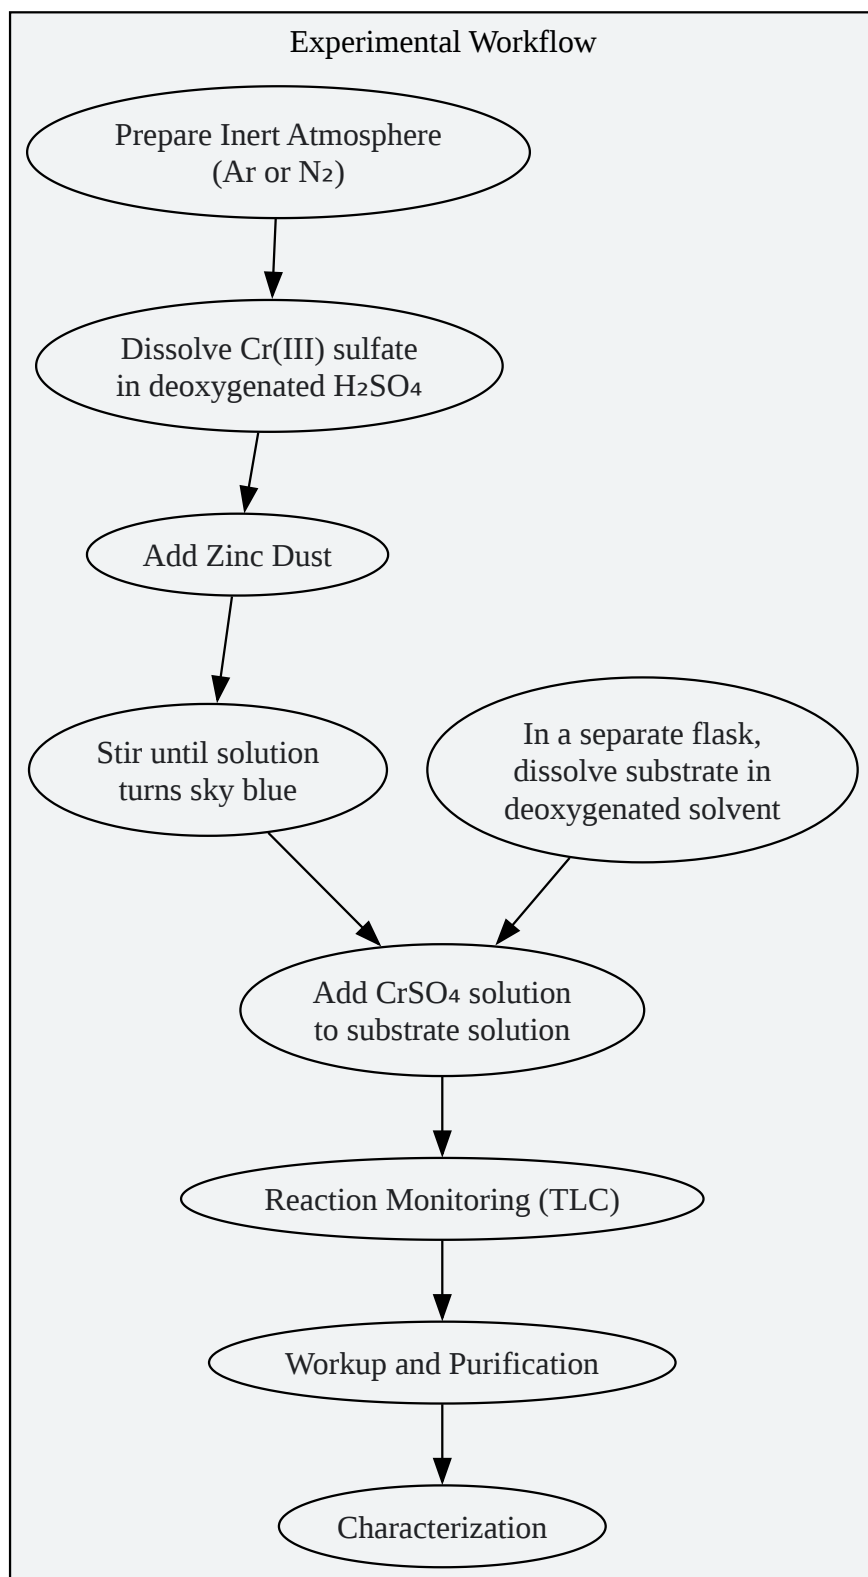 Experimental Workflow
Prepare Inert Atmosphere
(Ar or N₂)
Dissolve Cr(III) sulfate
in deoxygenated H₂SO₄
Add Zinc Dust
Stir until solution
turns sky blue
In a separate flask,
dissolve substrate in
deoxygenated solvent
Add CrSO₄ solution
to substrate solution
Reaction Monitoring (TLC)
Workup and Purification
Characterization